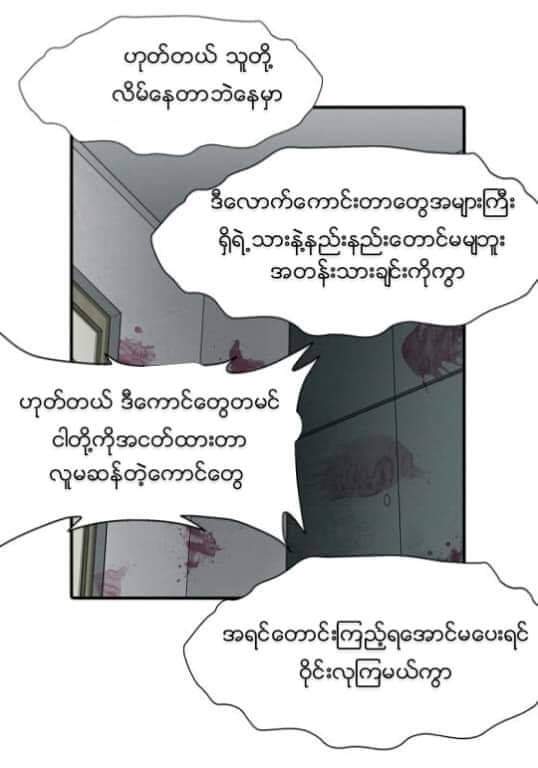 ဟုတ်တယ် သူတို့
လိမ်နေတာဘဲနေမှာ
ဒီလောက်ကောင်းတာတွေအများကြီး
ရှိရဲ့သားနဲ့နည်းနည်းတောင်မမျှဘူး
အတန်းသားချင်းကိုကွာ
ဟုတ်တယ် ဒီကောင်တွေတမင်
ငါတို့ကိုအငတ်ထားတာ
လူမဆန်တဲ့ကောင်တွေ
အရင်တောင်းကြည့်ရအောင်မပေးရင်
ဝိုင်းလုကြမယ်ကွာ